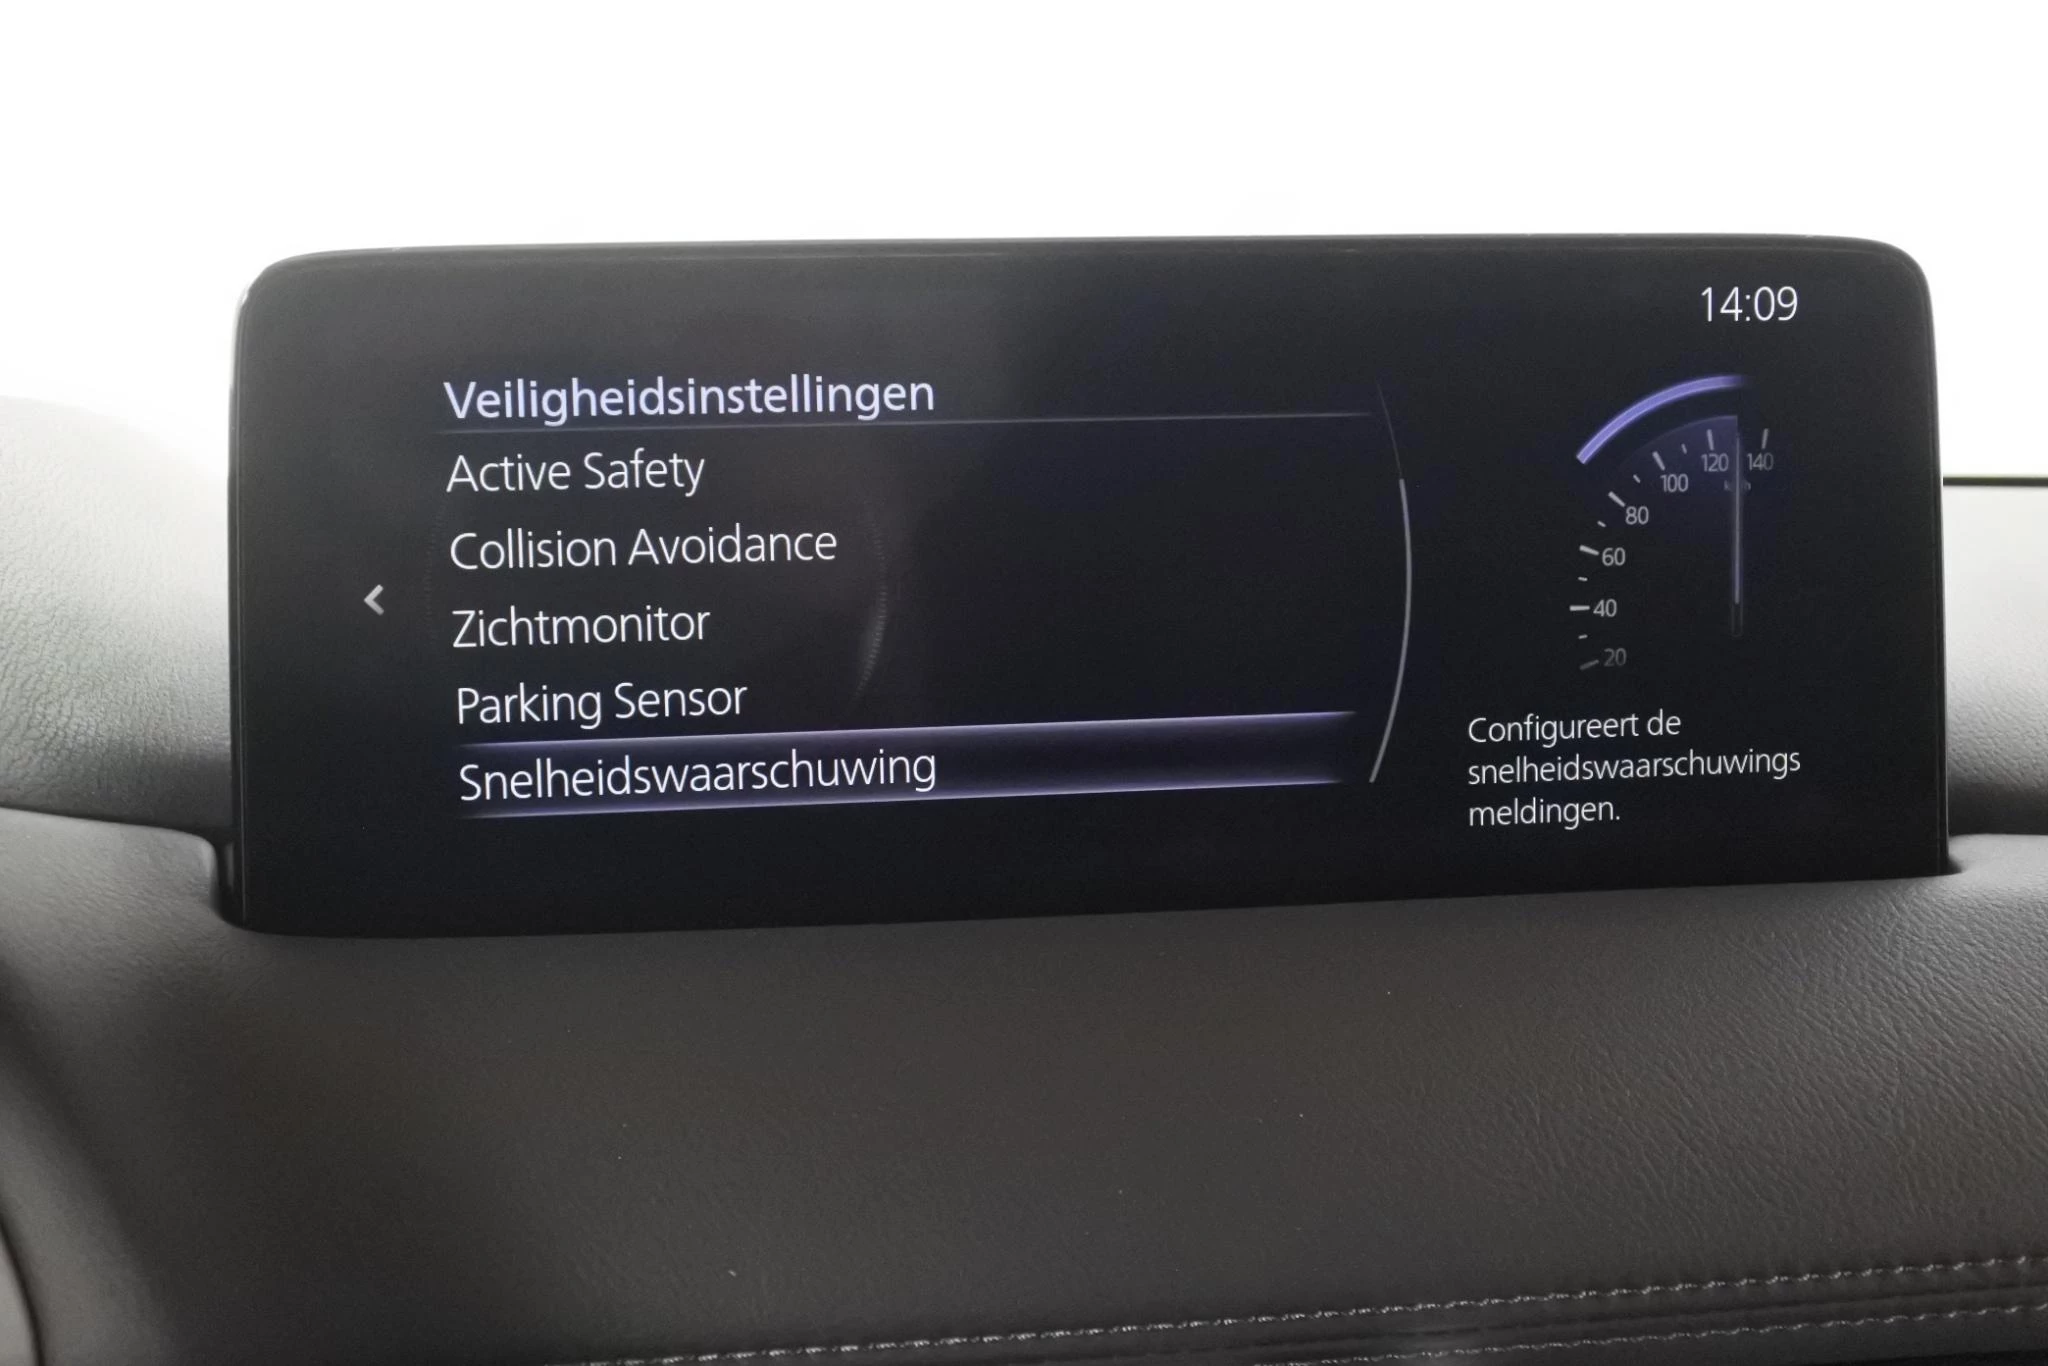 14:09
Veiligheidsinstellingen
Active Safety
Collision Avoidance
Zichtmonitor
Parking Sensor
Snelheidswaarschuwing
140
120
100
80
60
40
20
Configureert de
snelheidswaarschuwings
meldingen.